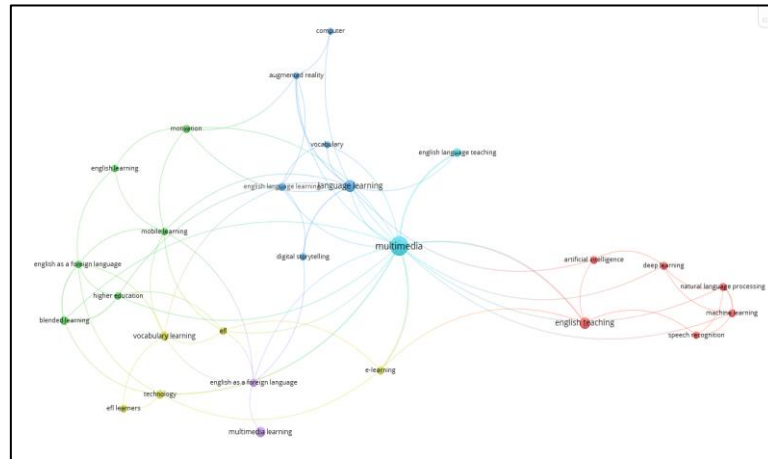 computer
augmented reality
motivation
vocabulary
english language teaching
english learning
english language learning
language learning
mobile learning
multimedia
digital storytelling
english as a foreign language
artificial intelligence
deep learning
higher education
natural language processing
blended learning
machine learning
english teaching
vocabulary learning
efl
speech recognition
e-learning
english as a foreign language
technology
efl learners
multimedia learning